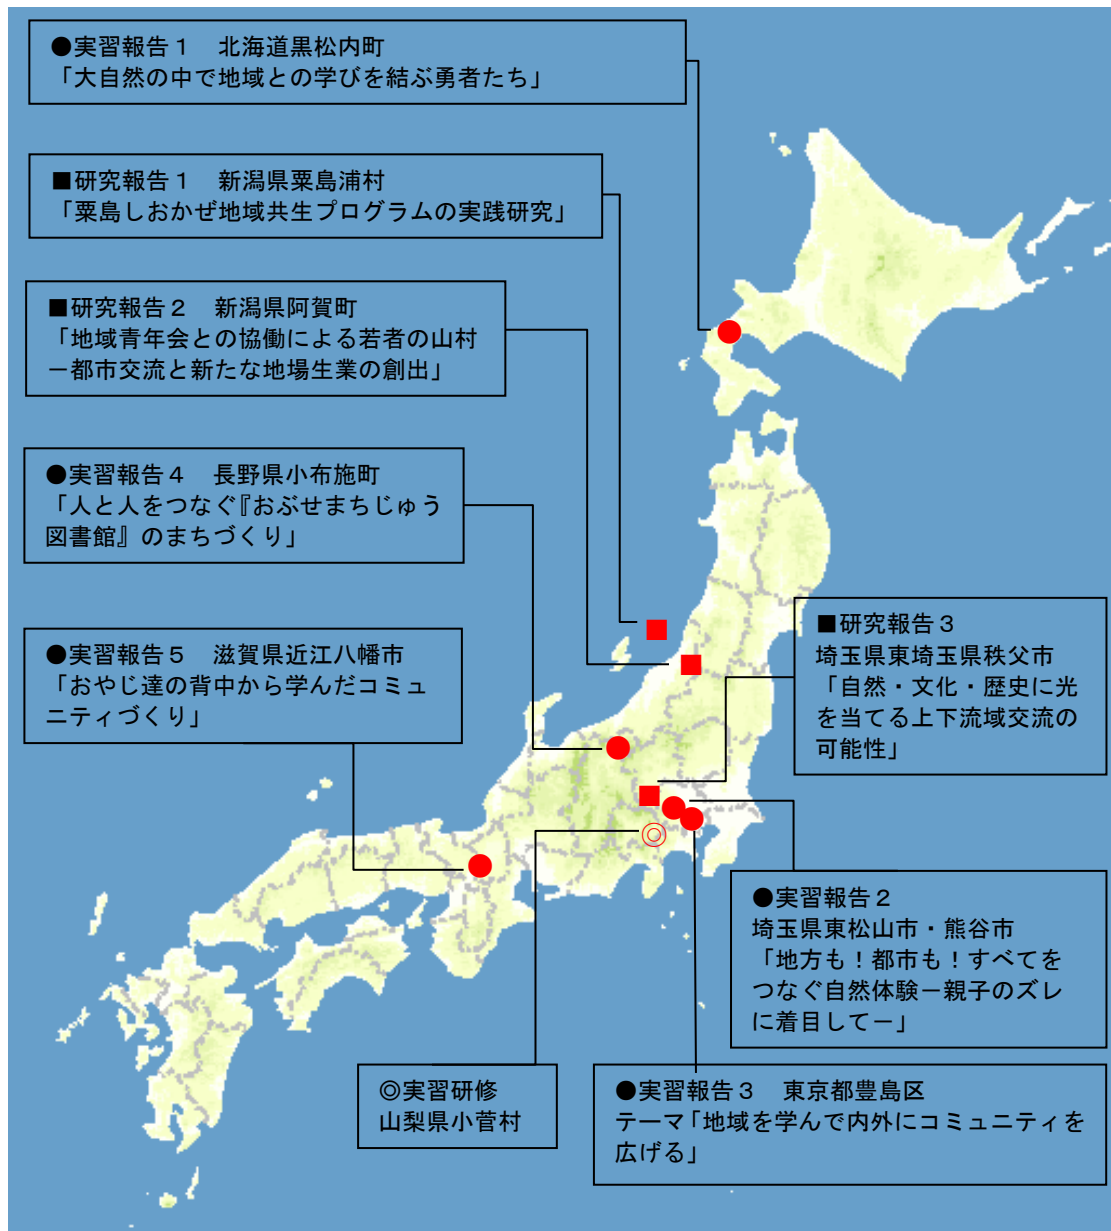 ●実習報告１　北海道黒松内町
「大自然の中で地域との学びを結ぶ勇者たち」
■研究報告１　新潟県粟島浦村
「粟島しおかぜ地域共生プログラムの実践研究」
■研究報告２　新潟県阿賀町
「地域青年会との協働による若者の山村
－都市交流と新たな地場生業の創出」
●実習報告４　長野県小布施町
「人と人をつなぐ『おぶせまちじゅう
図書館』のまちづくり」
●実習報告５　滋賀県近江八幡市
「おやじ達の背中から学んだコミュ
ニティづくり」
■研究報告３
埼玉県東埼玉県秩父市
「自然・文化・歴史に光
を当てる上下流域交流の
可能性」
●実習報告２
埼玉県東松山市・熊谷市
「地方も！都市も！すべてを
つなぐ自然体験－親子のズレ
に着目して－」
◎実習研修
山梨県小菅村
●実習報告３　東京都豊島区
テーマ「地域を学んで内外にコミュニティを
広げる」